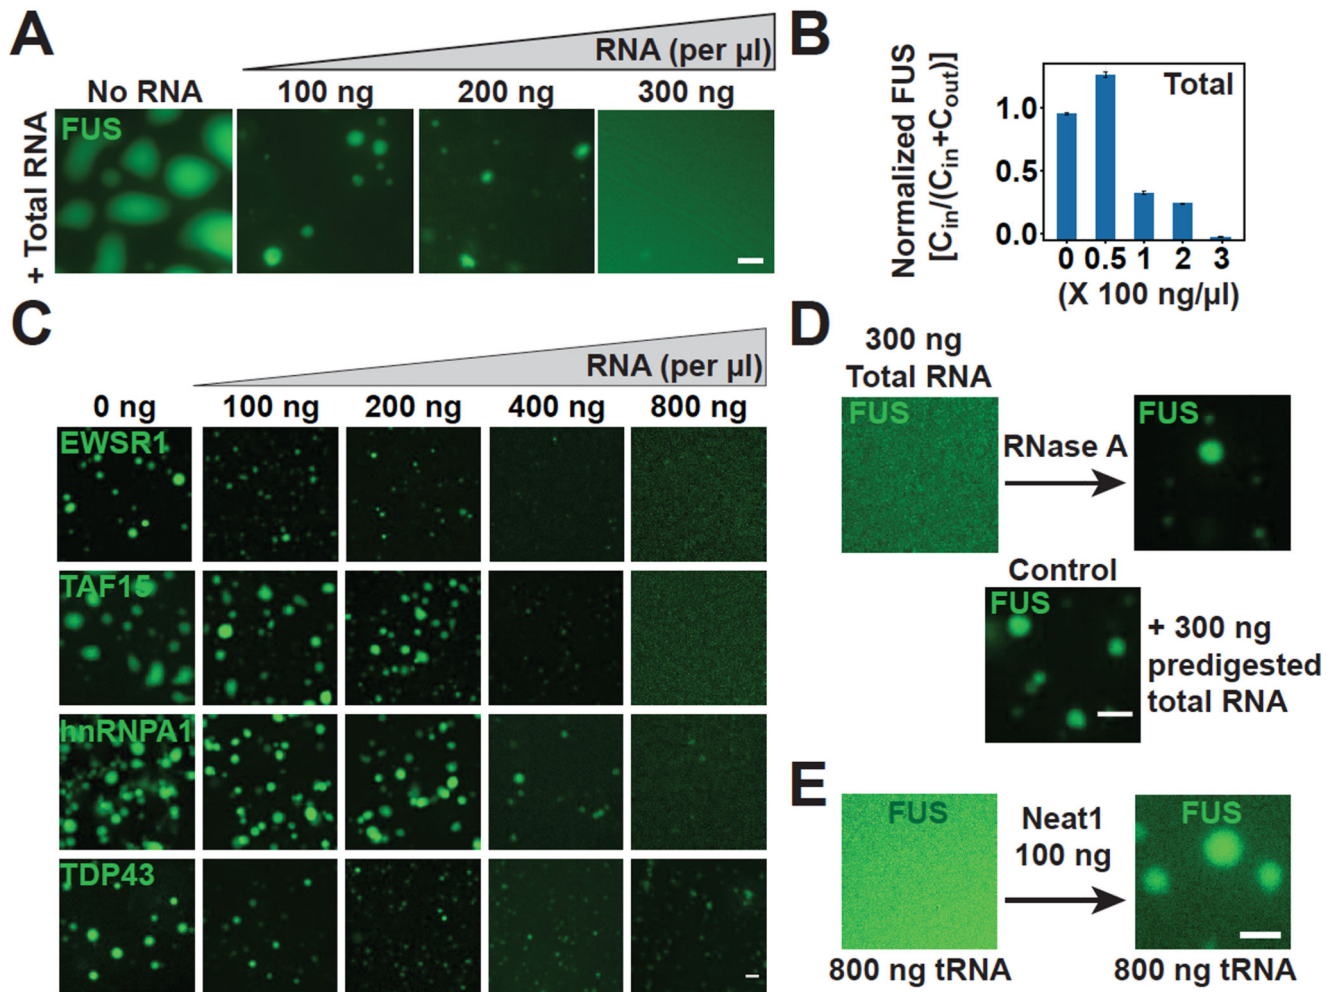 A
RNA (per µl)
No RNA
100 ng
200 ng
300 ng
+ Total RNA
FUS
B
Normalized FUS
[Cin/(Cin+Cout)]
Total
1.0
0.5
0.0
0 0.5 1 2 3
(X 100 ng/µl)
C
RNA (per µl)
0 ng
100 ng
200 ng
400 ng
800 ng
EWSR1
TAF15
hnRNPA1
TDP43
D
300 ng
Total RNA
FUS
RNase A
FUS
Control
FUS
+ 300 ng
predigested
total RNA
E
FUS
Neat1
100 ng
FUS
800 ng tRNA
800 ng tRNA